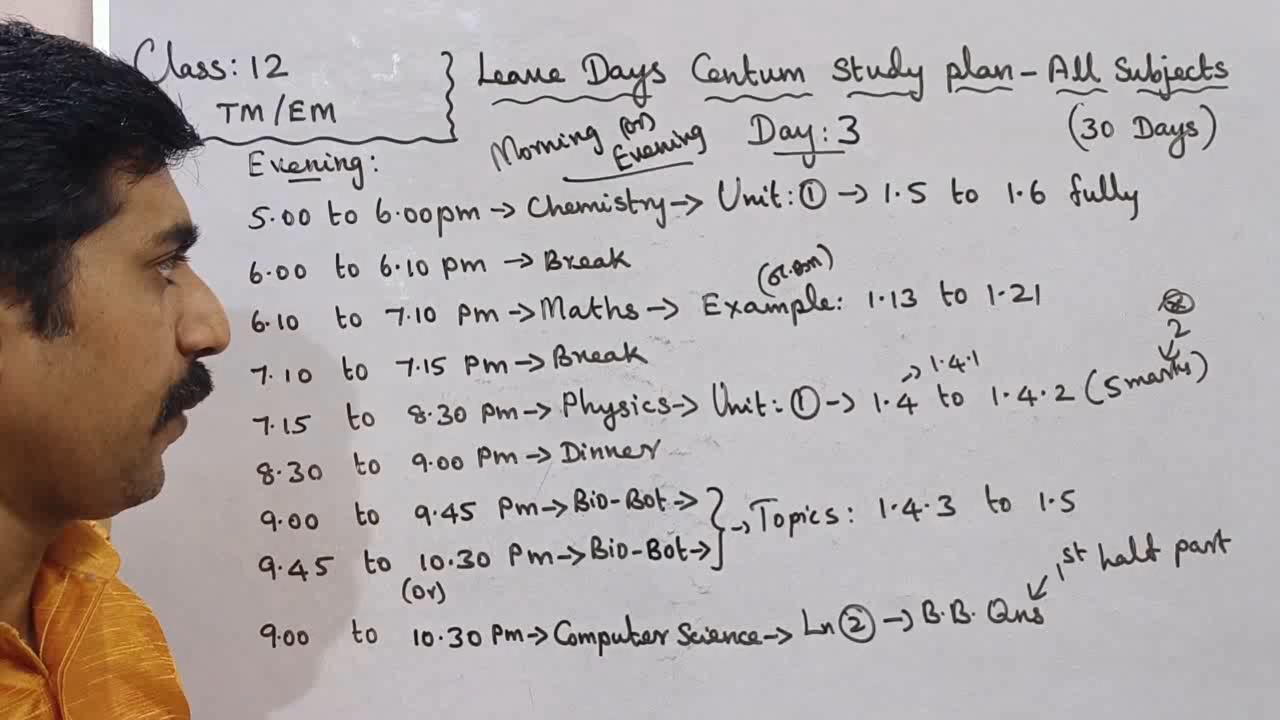 Class: 12
TM/EM
Leave Days Centum Study plan - All Subjects
Morning (or) Evening
Day: 3
(30 Days)
Evening:
5.00 to 6.00pm → Chemistry → Unit: ① → 1.5 to 1.6 fully
6.00 to 6.10 pm → Break
6.10 to 7.10 pm → Maths → Example: 1.13 to 1.21
7.10 to 7.15 pm → Break
→ 1.4.1
2
7.15 to 8.30 pm → Physics → Unit: ① → 1.4 to 1.4.2 (5 marks)
8.30 to 9.00 pm → Dinner
9.00 to 9.45 pm → Bio-Bot →
9.45 to 10.30 pm → Bio-Bot →
} → Topics: 1.4.3 to 1.5
(or)
1st half part
9.00 to 10.30 pm → Computer Science → Ln ② → B.B. Qns